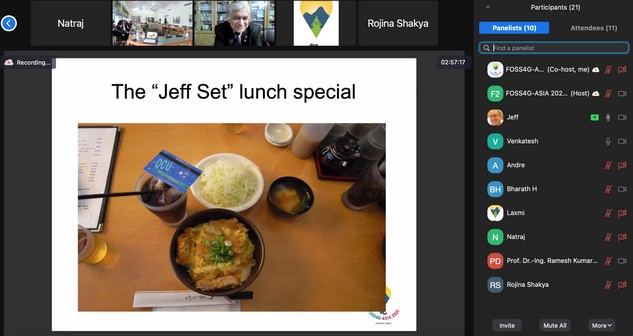 Natraj
Rojina Shakya
Recording...
02:57:17
The “Jeff Set” lunch special
OCU
FOSS4G-ASIA 2021
Participants (21)
Panelists (10)
Attendees (11)
Find a panelist
FOSS4G-A... (Co-host, me)
F2
FOSS4G-ASIA 202... (Host)
Jeff
V
Venkatesh
A
Andre
BH
Bharath H
Laxmi
N
Natraj
PD
Prof. Dr.-Ing. Ramesh Kumar...
RS
Rojina Shakya
Invite
Mute All
More